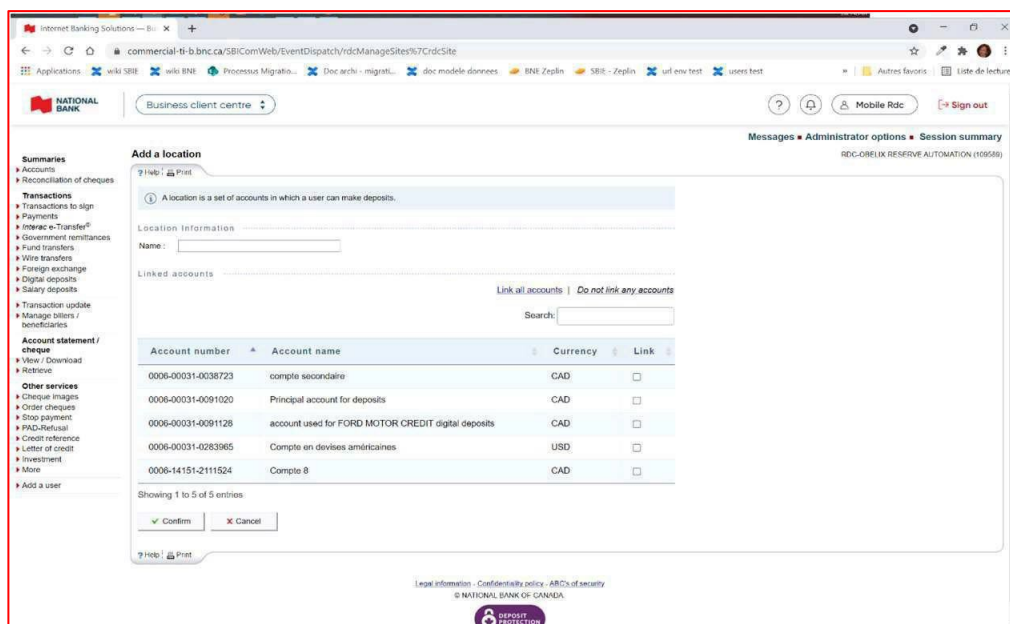 Internet Banking Solutions — Bu
commercial-ti-b.bnc.ca/SBIComWeb/EventDispatch/rdcManageSites%7CrdcSite
Applications wiki SBIE wiki BNE Processus Migratio... Doc archi - migrati... doc modele donnees BNE Zeplin SBIE - Zeplin url env test users test » Autres favoris Liste de lecture
NATIONAL
BANK
Business client centre
? Mobile Rdc Sign out
Messages ■ Administrator options ■ Session summary
RDC-OBELIX RESERVE AUTOMATION (109589)
Summaries
Accounts
Reconciliation of cheques
Transactions
Transactions to sign
Payments
Interac e-Transfer®
Government remittances
Fund transfers
Wire transfers
Foreign exchange
Digital deposits
Salary deposits
Transaction update
Manage billers /
beneficiaries
Account statement /
cheque
View / Download
Retrieve
Other services
Cheque images
Order cheques
Stop payment
PAD-Refusal
Credit reference
Letter of credit
Investment
More
Add a user
Add a location
? Help Print
A location is a set of accounts in which a user can make deposits.
Location Information
Name :
Linked accounts
Link all accounts | Do not link any accounts
Search:
Account number Account name Currency Link
0006-00031-0038723 compte secondaire CAD
0006-00031-0091020 Principal account for deposits CAD
0006-00031-0091128 account used for FORD MOTOR CREDIT digital deposits CAD
0006-00031-0283965 Compte en devises américaines USD
0006-14151-2111524 Compte 8 CAD
Showing 1 to 5 of 5 entries
Confirm Cancel
? Help Print
Legal information - Confidentiality policy - ABC's of security
© NATIONAL BANK OF CANADA
DEPOSIT
PROTECTION